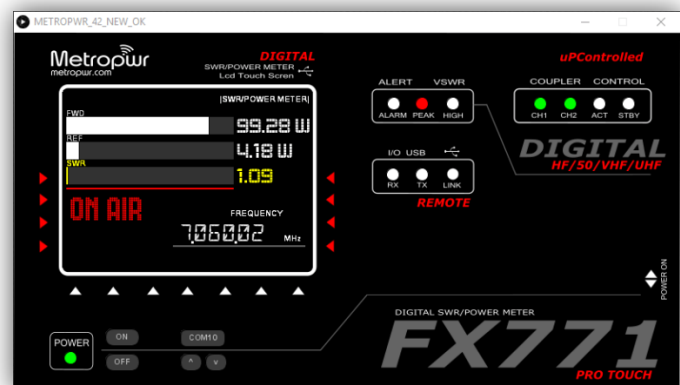 METROPWR_42_NEW_OK
Metropwr
metropwr.com
DIGITAL
SWR/POWER METER
Lcd Touch Scren
|SWR/POWER METER|
FWD
99.28 W
REF
4.18 W
SWR
1.09
ON AIR
FREQUENCY
7.060.02 MHz
POWER
ON
OFF
COM10
^ v
uPControlled
ALERT VSWR
ALARM PEAK HIGH
COUPLER CONTROL
CH1 CH2 ACT STBY
I/O USB
RX TX LINK
REMOTE
DIGITAL
HF/50/VHF/UHF
POWER ON
DIGITAL SWR/POWER METER
FX771
PRO TOUCH